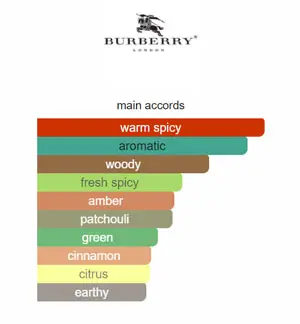 BURBERRY®
LONDON
main accords
warm spicy
aromatic
woody
fresh spicy
amber
patchouli
green
cinnamon
citrus
earthy